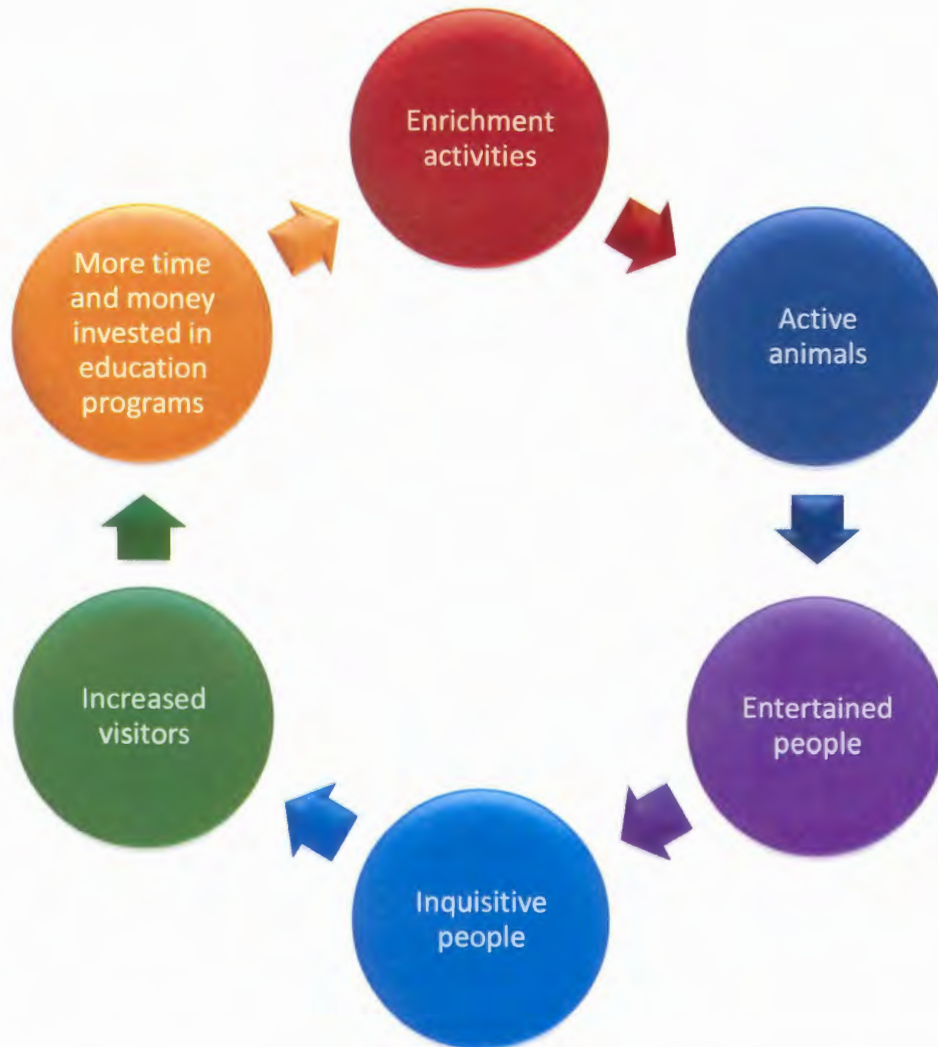 Enrichment
activities
Active
animals
Entertained
people
Inquisitive
people
Increased
visitors
More time
and money
invested in
education
programs